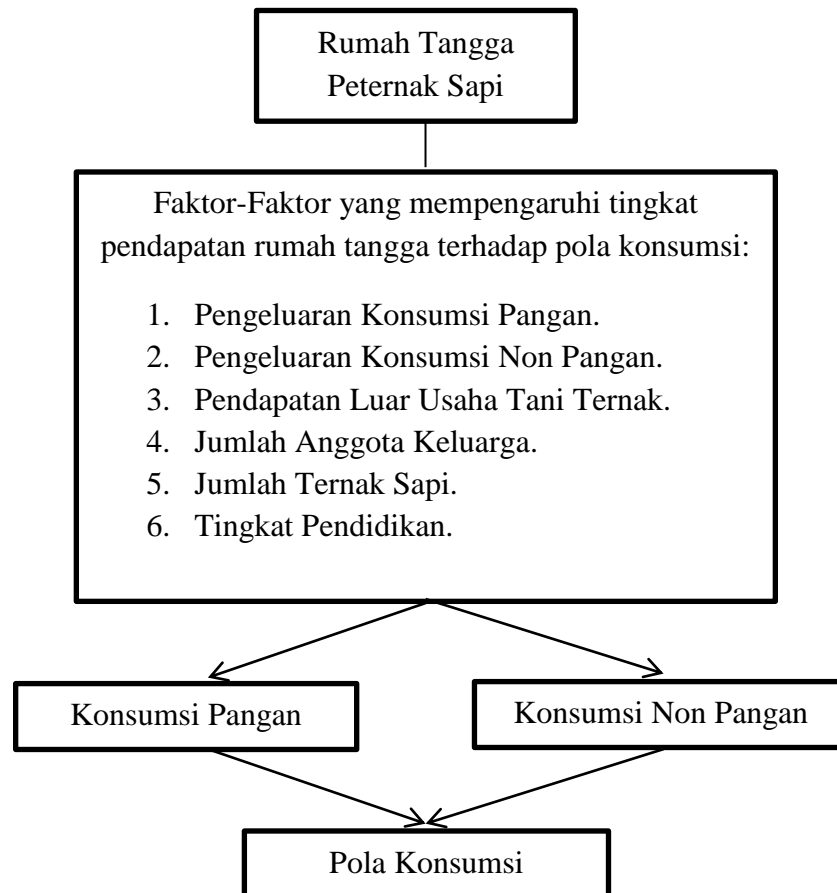 Rumah Tangga
Peternak Sapi
Faktor-Faktor yang mempengaruhi tingkat
pendapatan rumah tangga terhadap pola konsumsi:
1. Pengeluaran Konsumsi Pangan.
2. Pengeluaran Konsumsi Non Pangan.
3. Pendapatan Luar Usaha Tani Ternak.
4. Jumlah Anggota Keluarga.
5. Jumlah Ternak Sapi.
6. Tingkat Pendidikan.
Konsumsi Pangan
Konsumsi Non Pangan
Pola Konsumsi